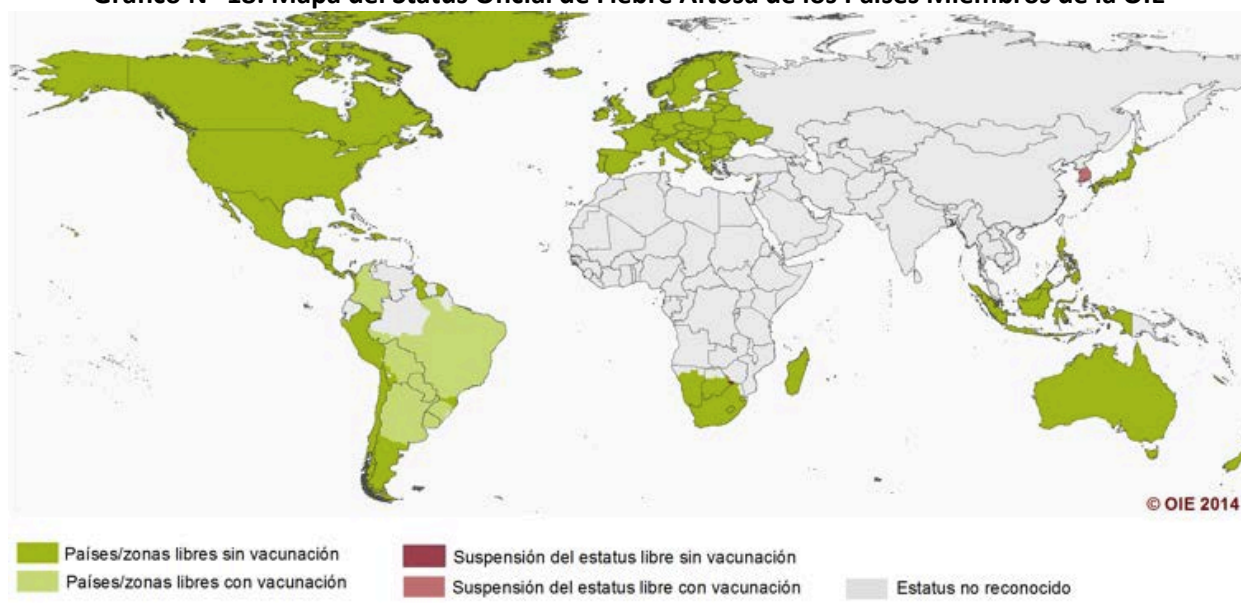 Gráfico N° 18: Mapa del Status Oficial de Fiebre Aftosa de los Países Miembros de la OIE
© OIE 2014
Países/zonas libres sin vacunación
Países/zonas libres con vacunación
Suspensión del estatus libre sin vacunación
Suspensión del estatus libre con vacunación
Estatus no reconocido